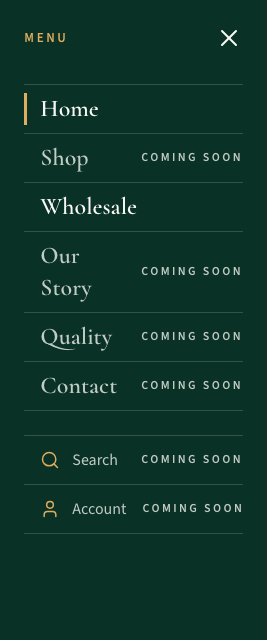 MENU
Home
Shop COMING SOON
Wholesale
Our
Story COMING SOON
Quality COMING SOON
Contact COMING SOON
Search COMING SOON
Account COMING SOON